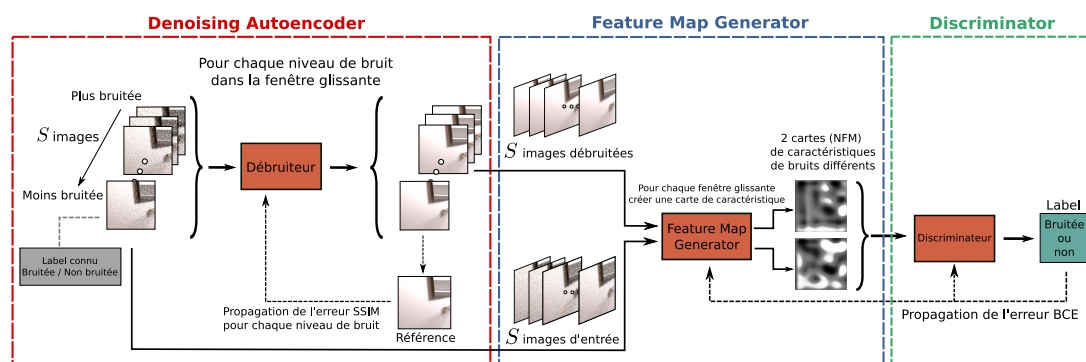 Denoising Autoencoder
Pour chaque niveau de bruit
dans la fenêtre glissante
Plus bruitée
S images
Moins bruitée
Débruiteur
Label connu
Bruitée / Non bruitée
Propagation de l'erreur SSIM
pour chaque niveau de bruit
Référence
Feature Map Generator
S images débruitées
2 cartes (NFM)
de caractéristiques
de bruits différents
Pour chaque fenêtre glissante
créer une carte de caractéristique
Feature Map
Generator
S images d'entrée
Discriminator
Discriminateur
Label
Bruitée
ou
non
Propagation de l'erreur BCE